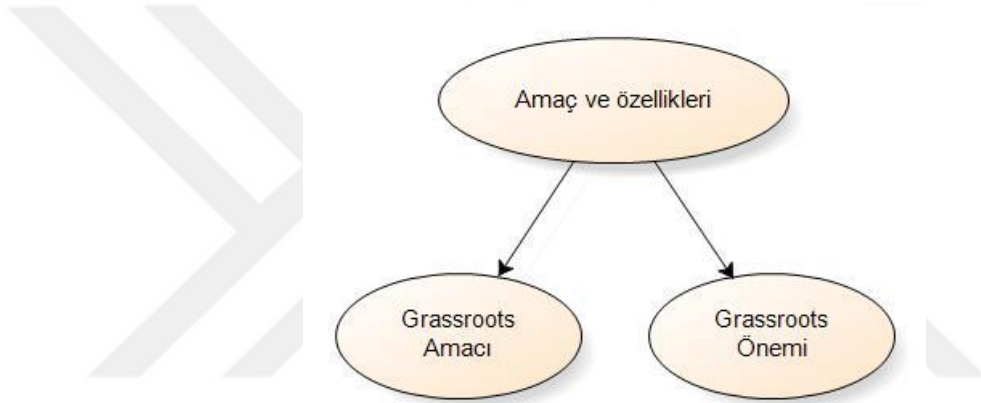 Amaç ve özellikleri
Grassroots
Amacı
Grassroots
Önemi